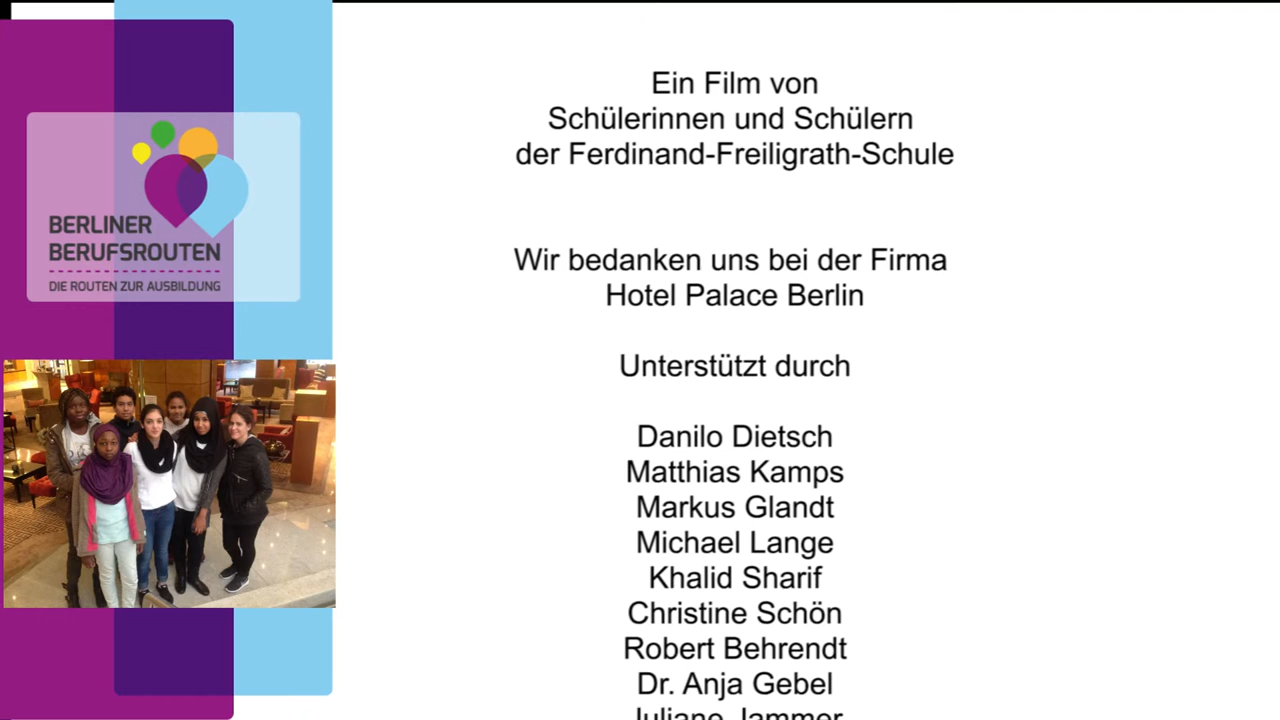 BERLINER
BERUFSROUTEN
DIE ROUTEN ZUR AUSBILDUNG
Ein Film von
Schülerinnen und Schülern
der Ferdinand-Freiligrath-Schule
Wir bedanken uns bei der Firma
Hotel Palace Berlin
Unterstützt durch
Danilo Dietsch
Matthias Kamps
Markus Glandt
Michael Lange
Khalid Sharif
Christine Schön
Robert Behrendt
Dr. Anja Gebel
Juliane Jammer